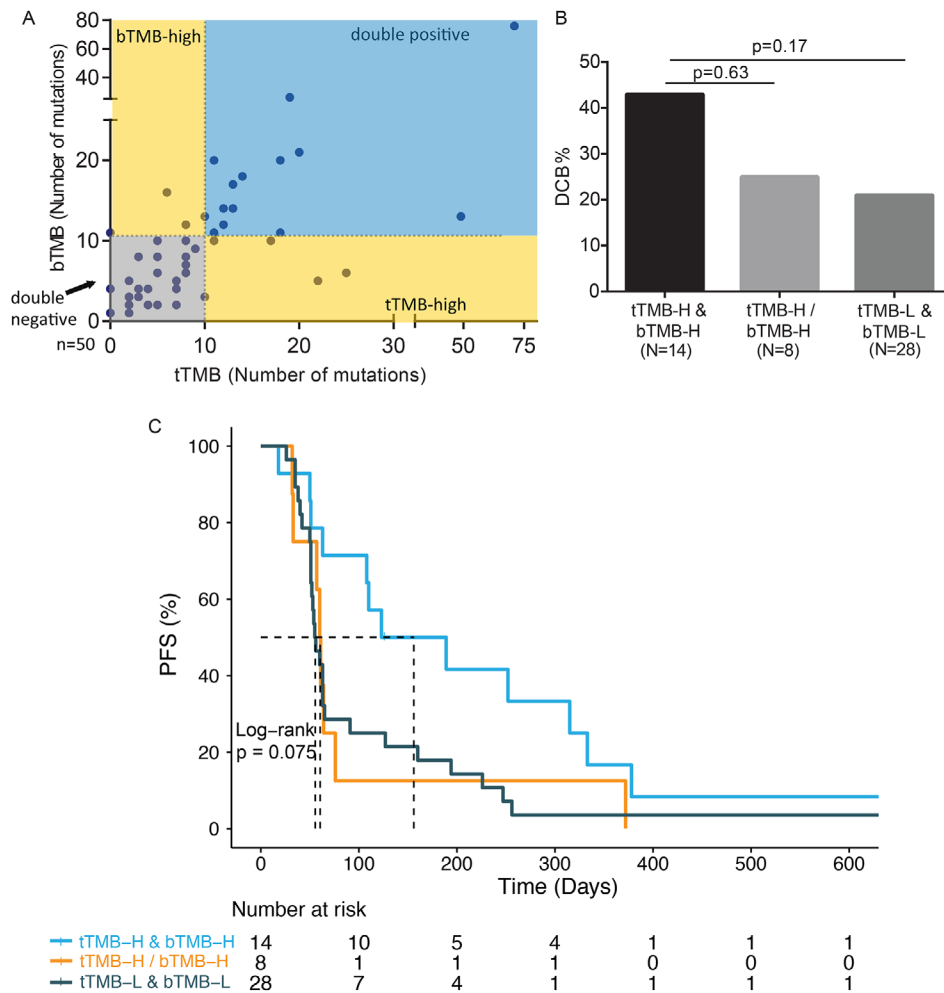 A
bTMB-high
double positive
80
60
40
20
10
0
bTMB (Number of mutations)
double
negative
tTMB-high
n=50
0 10 20 30 50 75
tTMB (Number of mutations)
B
p=0.17
p=0.63
50
40
30
20
10
0
DCB%
tTMB-H &
bTMB-H
(N=14)
tTMB-H /
bTMB-H
(N=8)
tTMB-L &
bTMB-L
(N=28)
C
100
80
60
40
20
0
PFS (%)
Log-rank
p = 0.075
0 100 200 300 400 500 600
Time (Days)
Number at risk
tTMB-H & bTMB-H 14 10 5 4 1 1 1
tTMB-H / bTMB-H 8 1 1 1 0 0 0
tTMB-L & bTMB-L 28 7 4 1 1 1 1